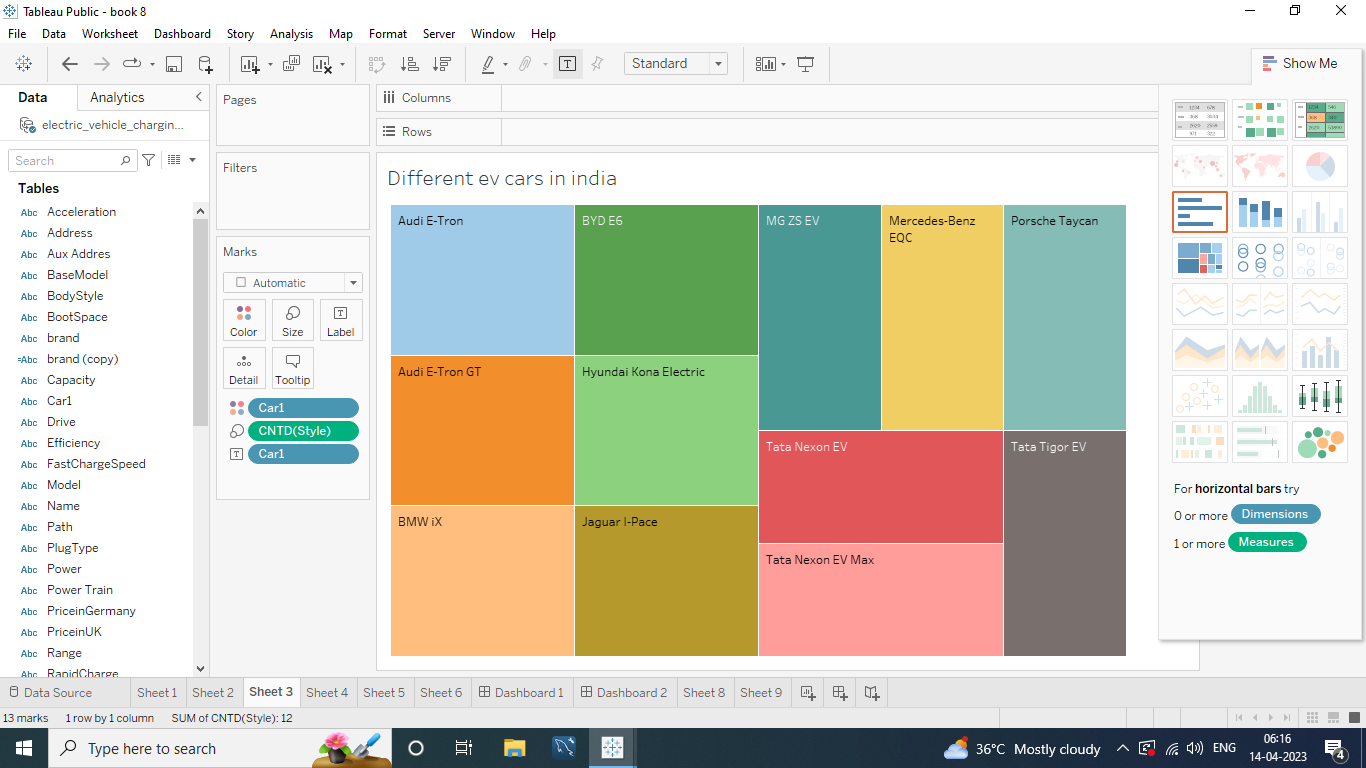 Tableau Public - book 8
File Data Worksheet Dashboard Story Analysis Map Format Server Window Help
Standard
Show Me
Data Analytics
electric_vehicle_chargin...
Search
Tables
Abc Acceleration
Abc Address
Abc Aux Addres
Abc BaseModel
Abc BodyStyle
Abc BootSpace
Abc brand
=Abc brand (copy)
Abc Capacity
Abc Car1
Abc Drive
Abc Efficiency
Abc FastChargeSpeed
Abc Model
Abc Name
Abc Path
Abc PlugType
Abc Power
Abc Power Train
Abc PriceinGermany
Abc PriceinUK
Abc Range
Abc RapidCharge
Pages
Filters
Marks
Automatic
Color Size Label
Detail Tooltip
Car1
CNTD(Style)
Car1
Columns
Rows
Different ev cars in india
Audi E-Tron
BYD E6
MG ZS EV
Mercedes-Benz
EQC
Porsche Taycan
Audi E-Tron GT
Hyundai Kona Electric
Tata Nexon EV
Tata Tigor EV
BMW iX
Jaguar I-Pace
Tata Nexon EV Max
For horizontal bars try
0 or more Dimensions
1 or more Measures
Data Source Sheet 1 Sheet 2 Sheet 3 Sheet 4 Sheet 5 Sheet 6 Dashboard 1 Dashboard 2 Sheet 8 Sheet 9
13 marks 1 row by 1 column SUM of CNTD(Style): 12
Type here to search
36°C Mostly cloudy
ENG
06:16
14-04-2023
4